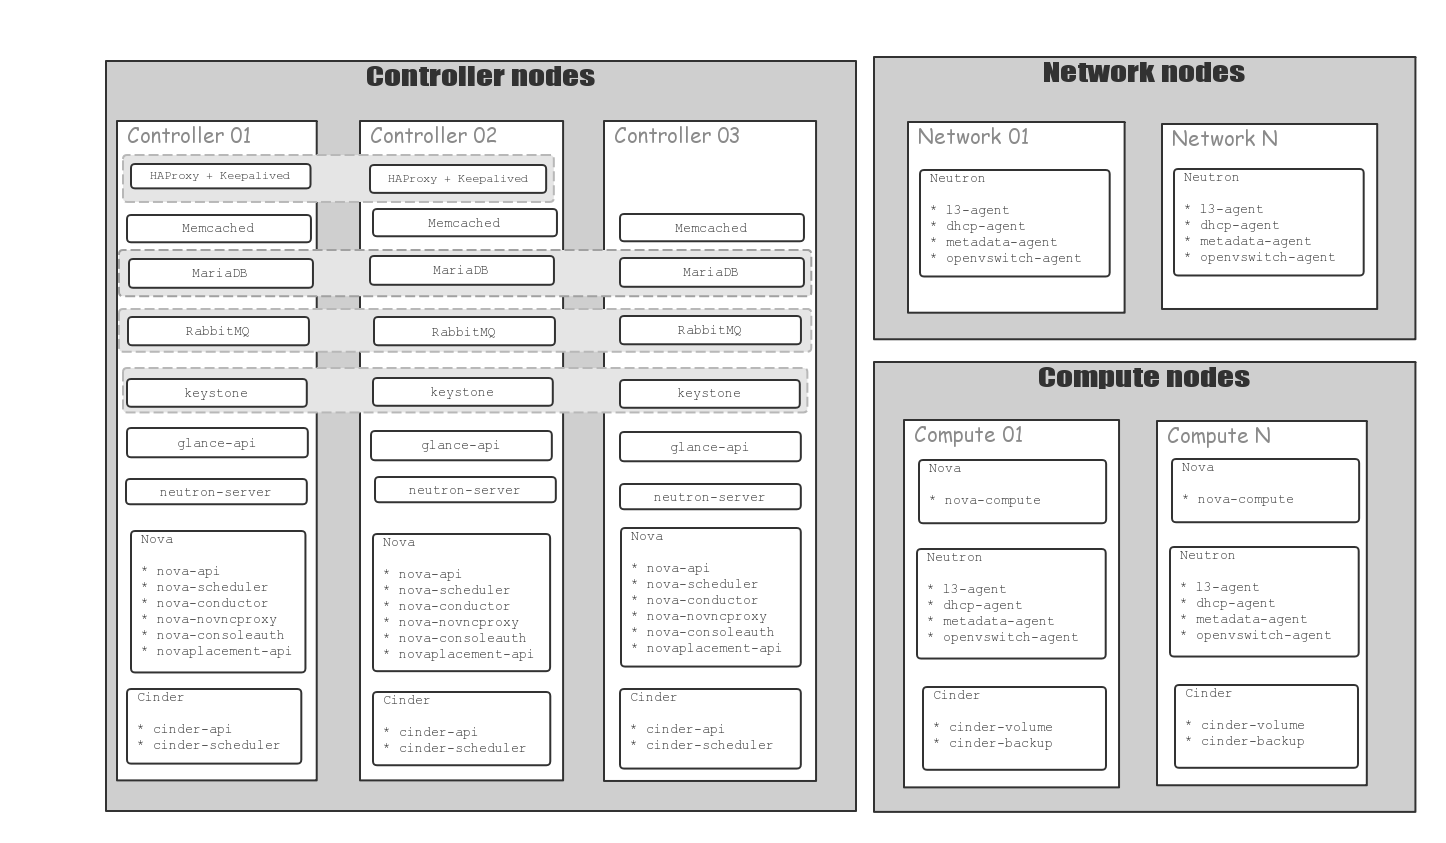 Controller nodes
Controller 01
HAProxy + Keepalived
Memcached
MariaDB
RabbitMQ
keystone
glance-api
neutron-server
Nova
* nova-api
* nova-scheduler
* nova-conductor
* nova-novncproxy
* nova-consoleauth
* novaplacement-api
Cinder
* cinder-api
* cinder-scheduler
Controller 02
HAProxy + Keepalived
Memcached
MariaDB
RabbitMQ
keystone
glance-api
neutron-server
Nova
* nova-api
* nova-scheduler
* nova-conductor
* nova-novncproxy
* nova-consoleauth
* novaplacement-api
Cinder
* cinder-api
* cinder-scheduler
Controller 03
Memcached
MariaDB
RabbitMQ
keystone
glance-api
neutron-server
Nova
* nova-api
* nova-scheduler
* nova-conductor
* nova-novncproxy
* nova-consoleauth
* novaplacement-api
Cinder
* cinder-api
* cinder-scheduler
Network nodes
Network 01
Neutron
* l3-agent
* dhcp-agent
* metadata-agent
* openvswitch-agent
Network N
Neutron
* l3-agent
* dhcp-agent
* metadata-agent
* openvswitch-agent
Compute nodes
Compute 01
Nova
* nova-compute
Neutron
* l3-agent
* dhcp-agent
* metadata-agent
* openvswitch-agent
Cinder
* cinder-volume
* cinder-backup
Compute N
Nova
* nova-compute
Neutron
* l3-agent
* dhcp-agent
* metadata-agent
* openvswitch-agent
Cinder
* cinder-volume
* cinder-backup